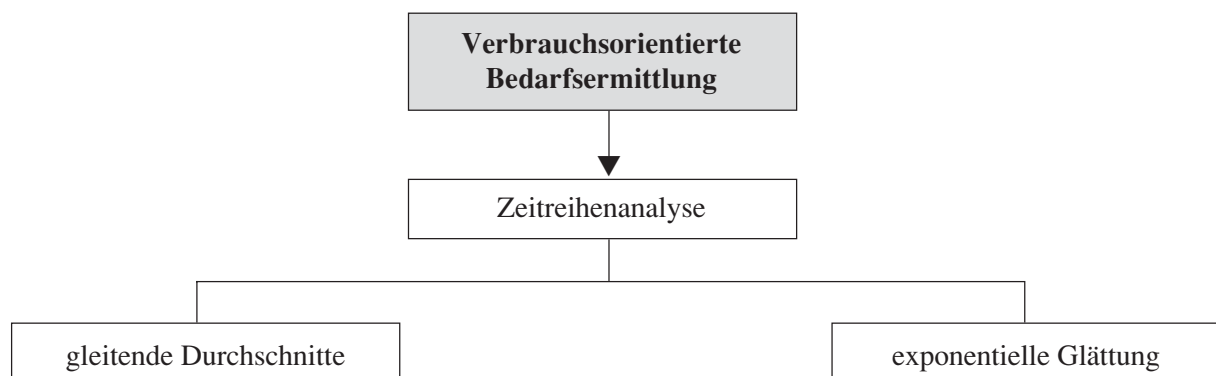 Verbrauchsorientierte
Bedarfsermittlung
Zeitreihenanalyse
gleitende Durchschnitte
exponentielle Glättung